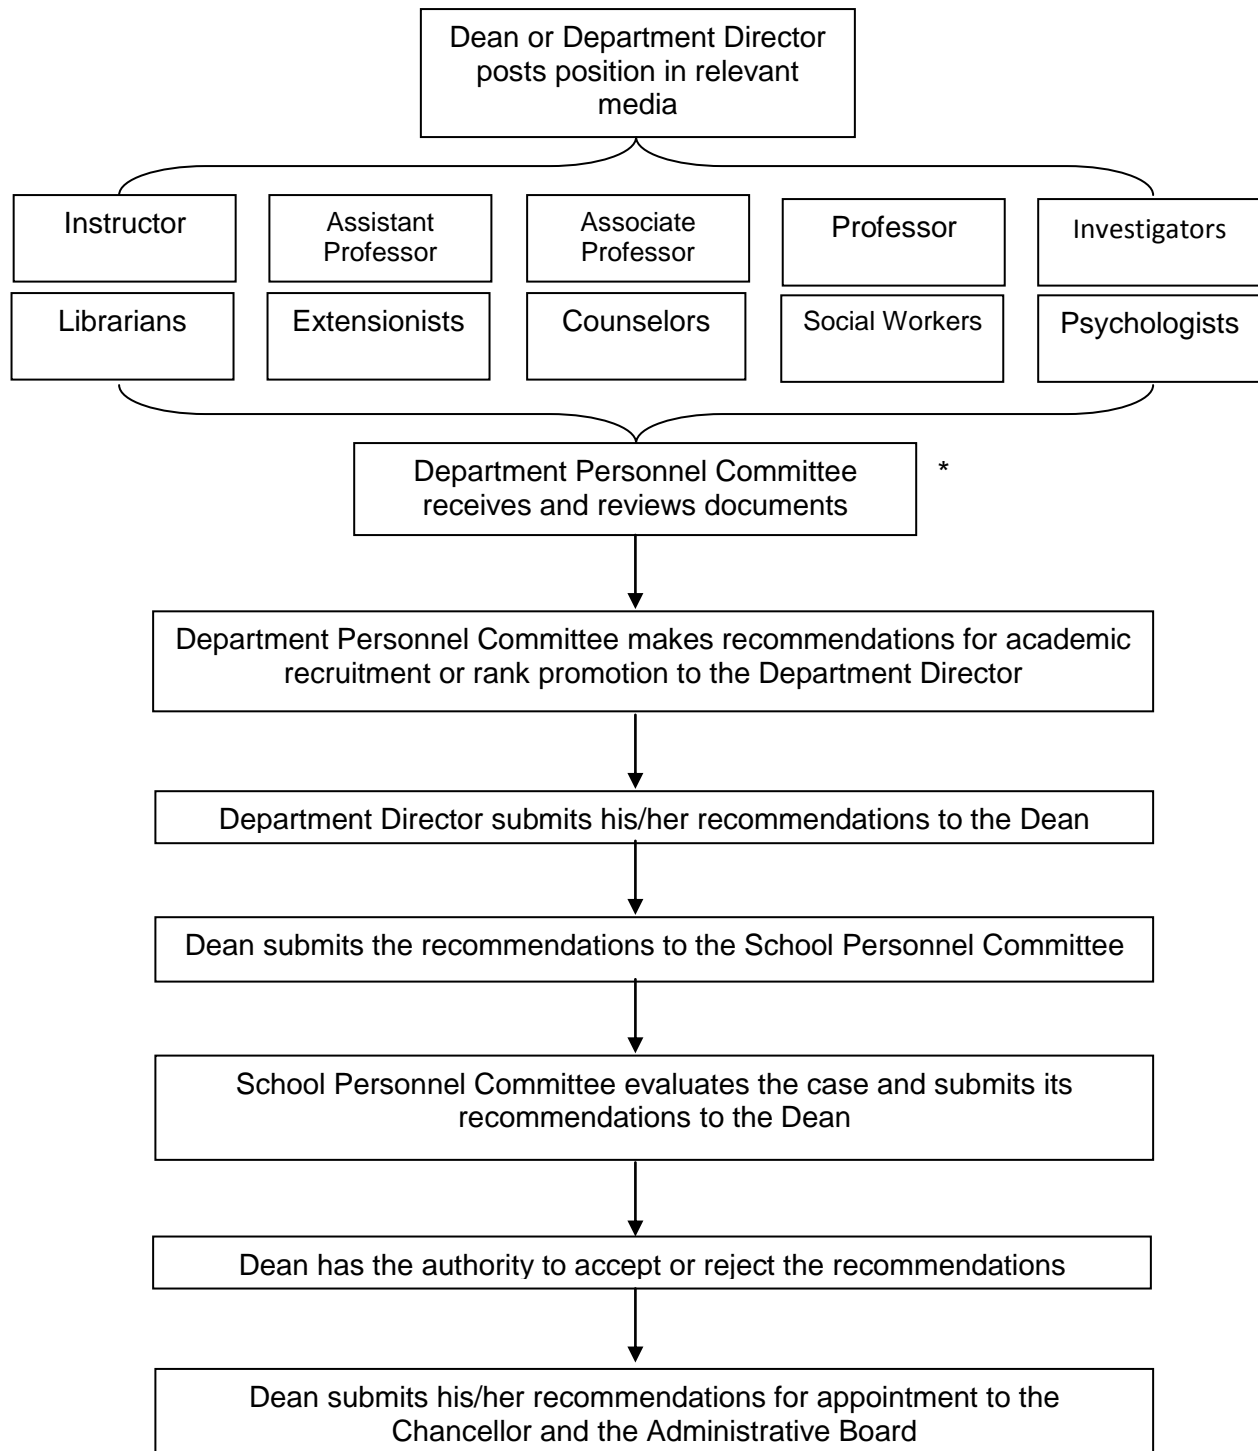 Dean or Department Director
posts position in relevant
media
Instructor
Assistant
Professor
Associate
Professor
Professor
Investigators
Librarians
Extensionists
Counselors
Social Workers
Psychologists
Department Personnel Committee
receives and reviews documents
*
Department Personnel Committee makes recommendations for academic
recruitment or rank promotion to the Department Director
Department Director submits his/her recommendations to the Dean
Dean submits the recommendations to the School Personnel Committee
School Personnel Committee evaluates the case and submits its
recommendations to the Dean
Dean has the authority to accept or reject the recommendations
Dean submits his/her recommendations for appointment to the
Chancellor and the Administrative Board